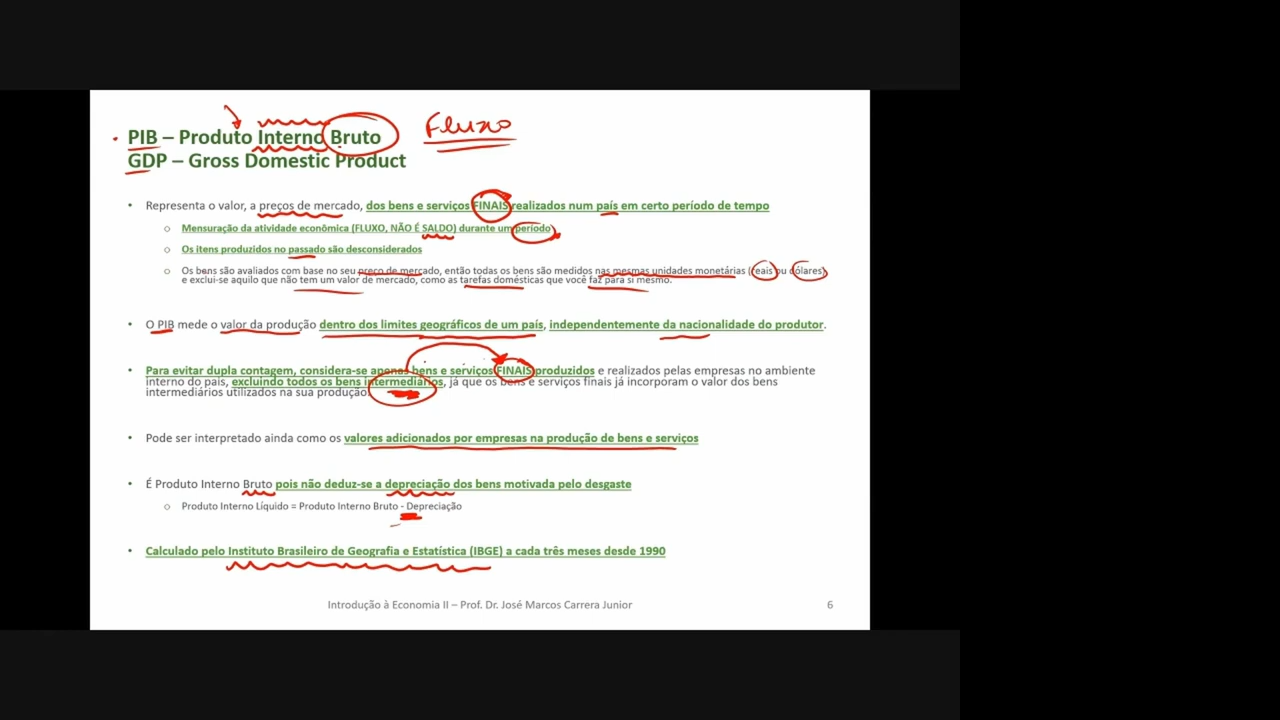 PIB – Produto Interno Bruto Fluxo
GDP – Gross Domestic Product
• Representa o valor, a preços de mercado, dos bens e serviços FINAIS realizados num país em certo período de tempo
○ Mensuração da atividade econômica (FLUXO, NÃO É SALDO) durante um período
○ Os itens produzidos no passado são desconsiderados
○ Os bens são avaliados com base no seu preço de mercado, então todas os bens são medidos nas mesmas unidades monetárias (reais ou dólares)
e exclui-se aquilo que não tem um valor de mercado, como as tarefas domésticas que você faz para si mesmo.
• O PIB mede o valor da produção dentro dos limites geográficos de um país, independentemente da nacionalidade do produtor.
• Para evitar dupla contagem, considera-se apenas bens e serviços FINAIS produzidos e realizados pelas empresas no ambiente
interno do país, excluindo todos os bens intermediários, já que os bens e serviços finais já incorporam o valor dos bens
intermediários utilizados na sua produção.
• Pode ser interpretado ainda como os valores adicionados por empresas na produção de bens e serviços
• É Produto Interno Bruto pois não deduz-se a depreciação dos bens motivada pelo desgaste
○ Produto Interno Líquido = Produto Interno Bruto - Depreciação
• Calculado pelo Instituto Brasileiro de Geografia e Estatística (IBGE) a cada três meses desde 1990
Introdução à Economia II – Prof. Dr. José Marcos Carrera Junior 6